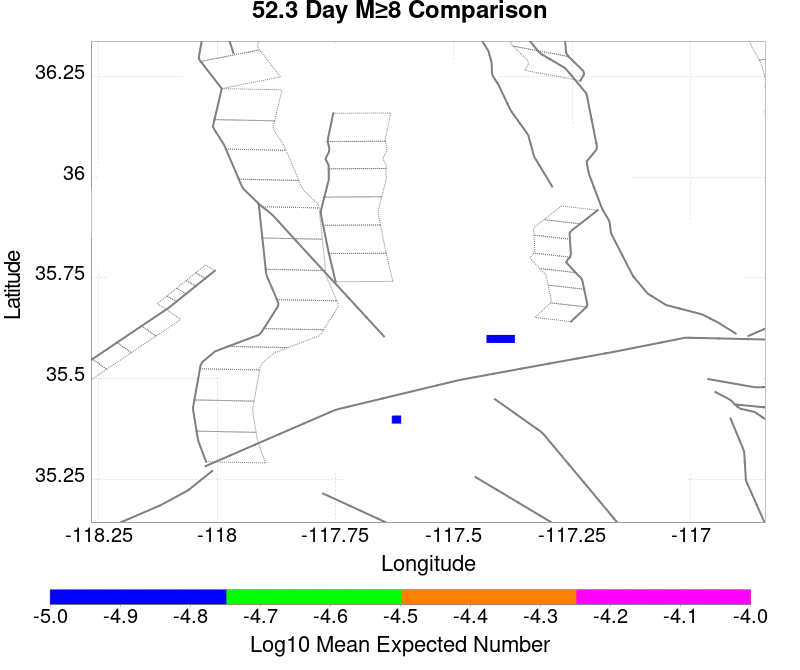 52.3 Day M≥8 Comparison
36.25
36
35.75
35.5
35.25
Latitude
-118.25 -118 -117.75 -117.5 -117.25 -117
Longitude
-5.0 -4.9 -4.8 -4.7 -4.6 -4.5 -4.4 -4.3 -4.2 -4.1 -4.0
Log10 Mean Expected Number